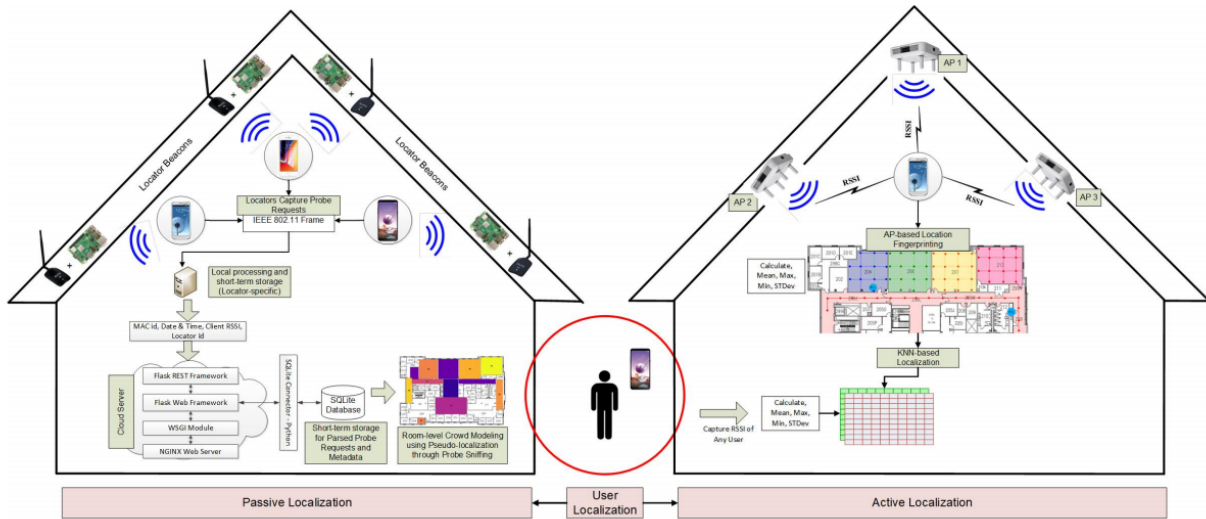 Locator Beacons
Locator Beacons
Locators Capture Probe
Requests
IEEE 802.11 Frame
Local processing and
short-term storage
(Locator-specific)
MAC id, Date & Time, Client RSSI,
Locator Id
Cloud Server
Flask REST Framework
Flask Web Framework
WSGI Module
NGINX Web Server
SQLite Connector - Python
SQLite
Database
Short-term storage
for Parsed Probe
Requests and
Metadata
Room-level Crowd Modeling
using Pseudo-localization
through Probe Sniffing
AP 1
RSSI
AP 2
RSSI
RSSI
AP 3
AP-based Location
Fingerprinting
Calculate,
Mean, Max,
Min, STDev
KNN-based
Localization
Capture RSSI of
Any User
Calculate,
Mean, Max,
Min, STDev
Passive Localization
User
Localization
Active Localization